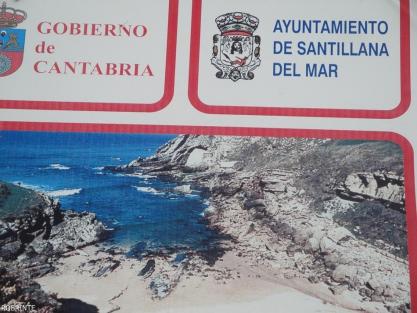 GOBIERNO
de
CANTABRIA
AYUNTAMIENTO
DE SANTILLANA
DEL MAR